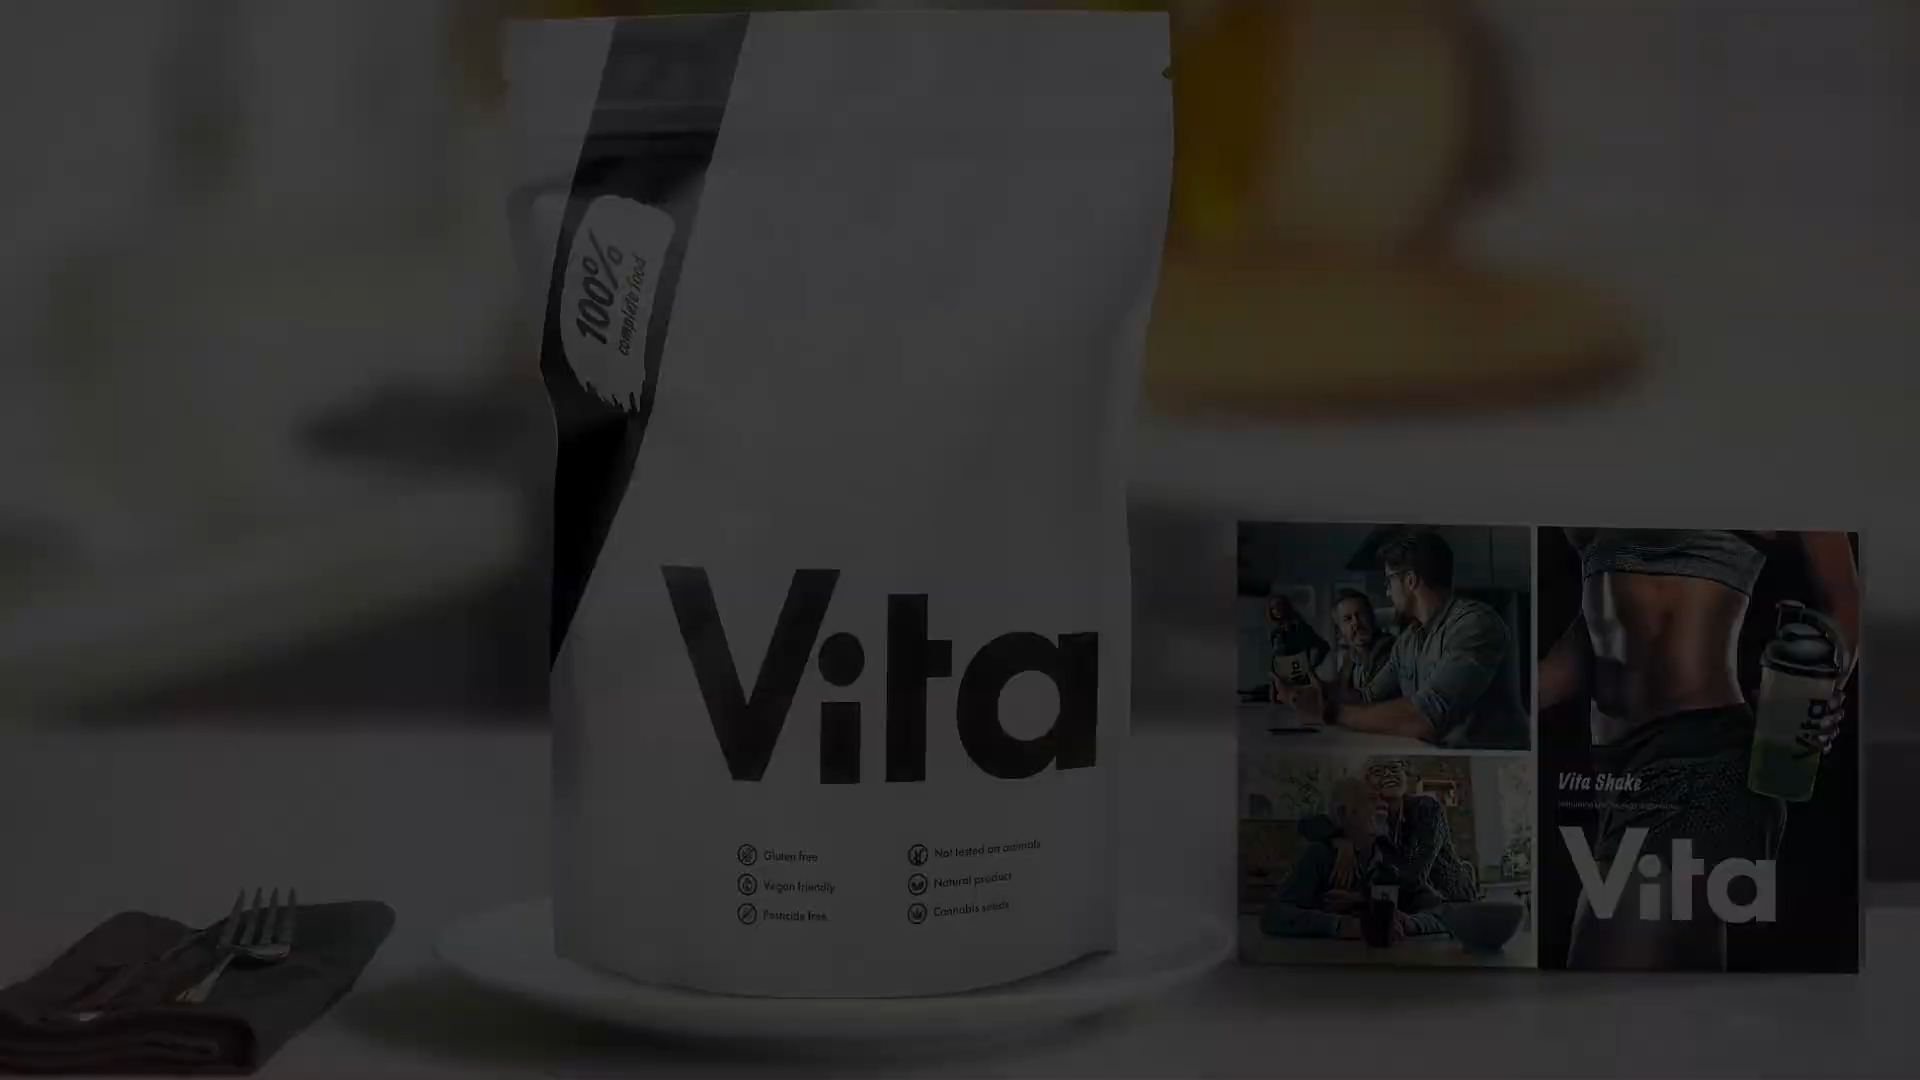 100%
complete food
Vita
Gluten free
Vegan friendly
Pesticide free
Not tested on animals
Natural product
Cannabis seeds
Vita Shake
Vita
Vita